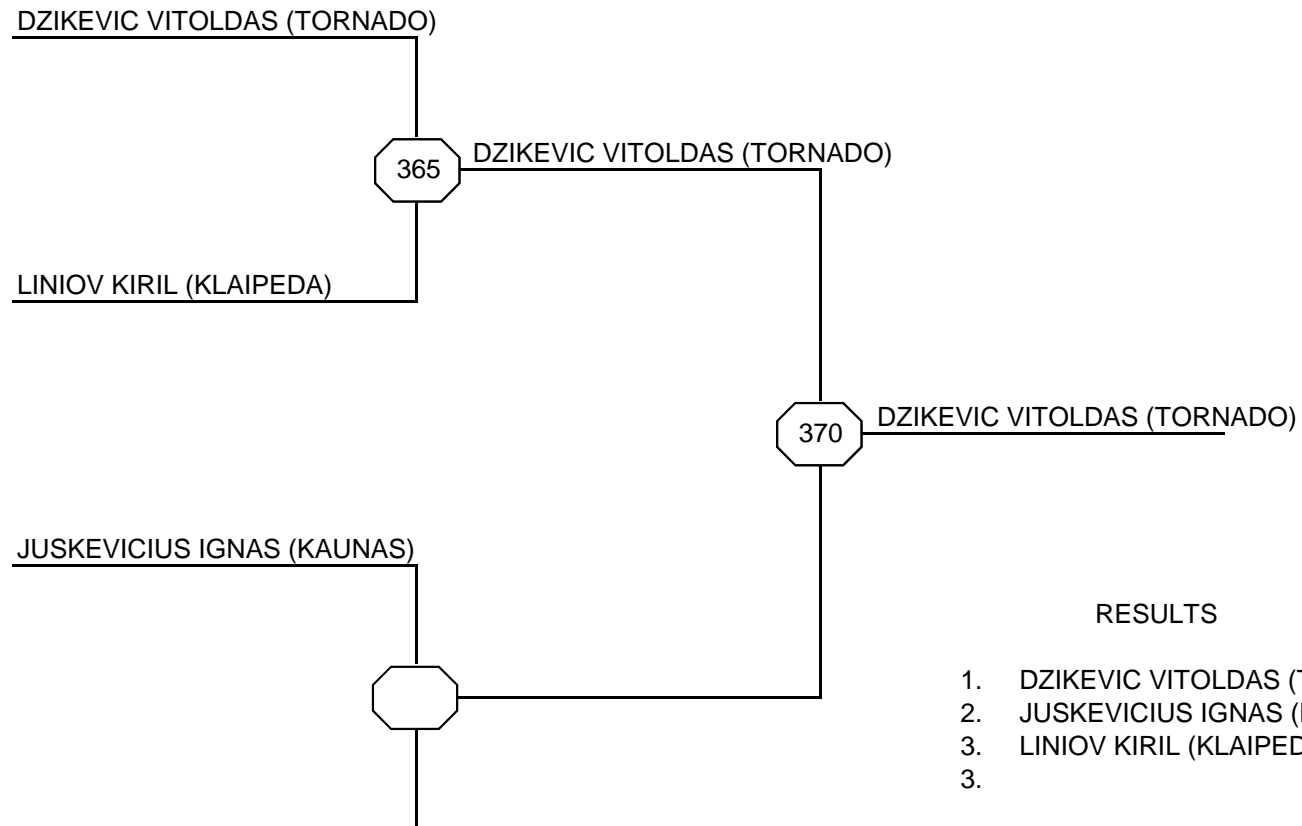 DZIKEVIC VITOLDAS (TORNADO)
365
DZIKEVIC VITOLDAS (TORNADO)
LINIOV KIRIL (KLAIPEDA)
370
DZIKEVIC VITOLDAS (TORNADO)
JUSKEVICIUS IGNAS (KAUNAS)
RESULTS
1. DZIKEVIC VITOLDAS (
2. JUSKEVICIUS IGNAS (
3. LINIOV KIRIL (KLAIPED
3.